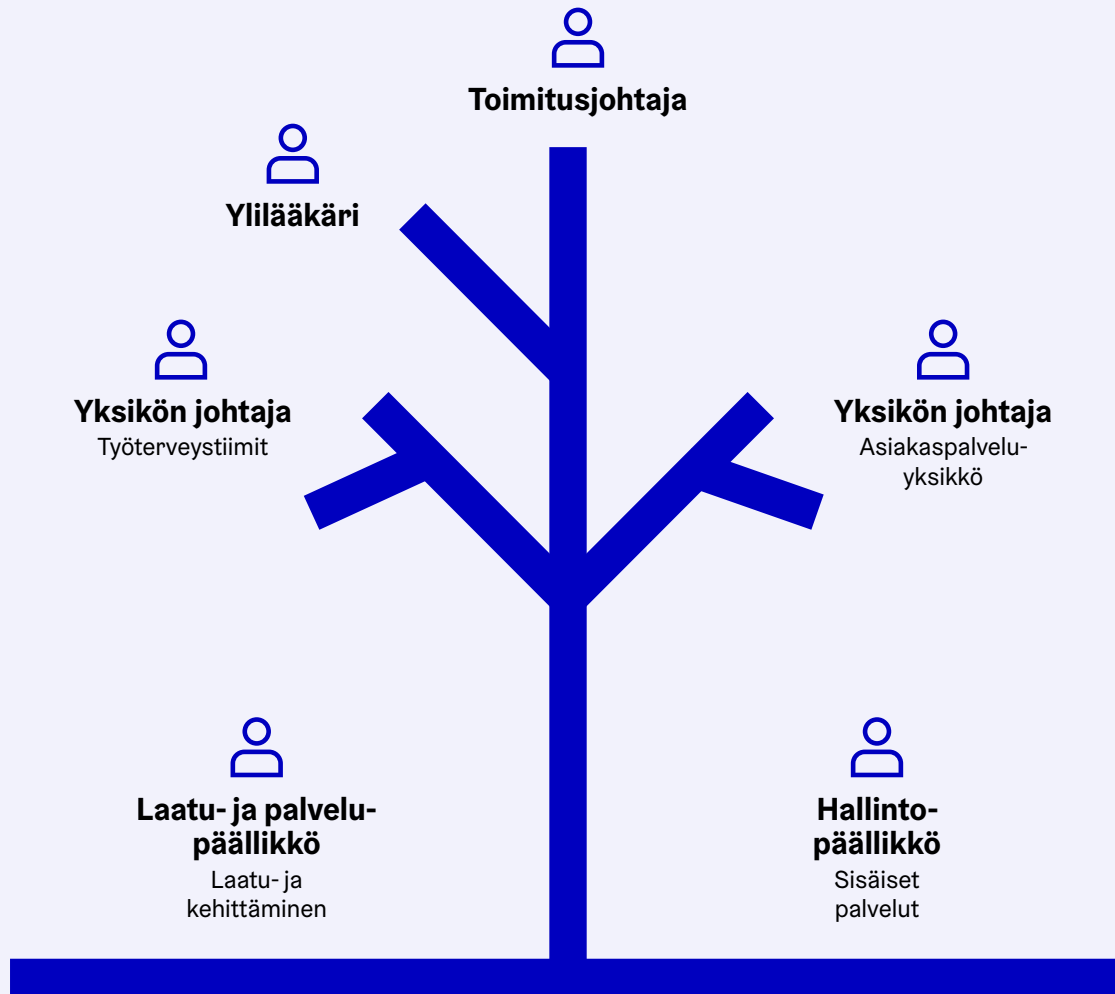 Toimitusjohtaja
Ylilääkäri
Yksikön johtaja
Työterveystiimit
Yksikön johtaja
Asiakaspalvelu-
yksikkö
Laatu- ja palvelu-
päällikkö
Laatu- ja
kehittäminen
Hallinto-
päällikkö
Sisäiset
palvelut